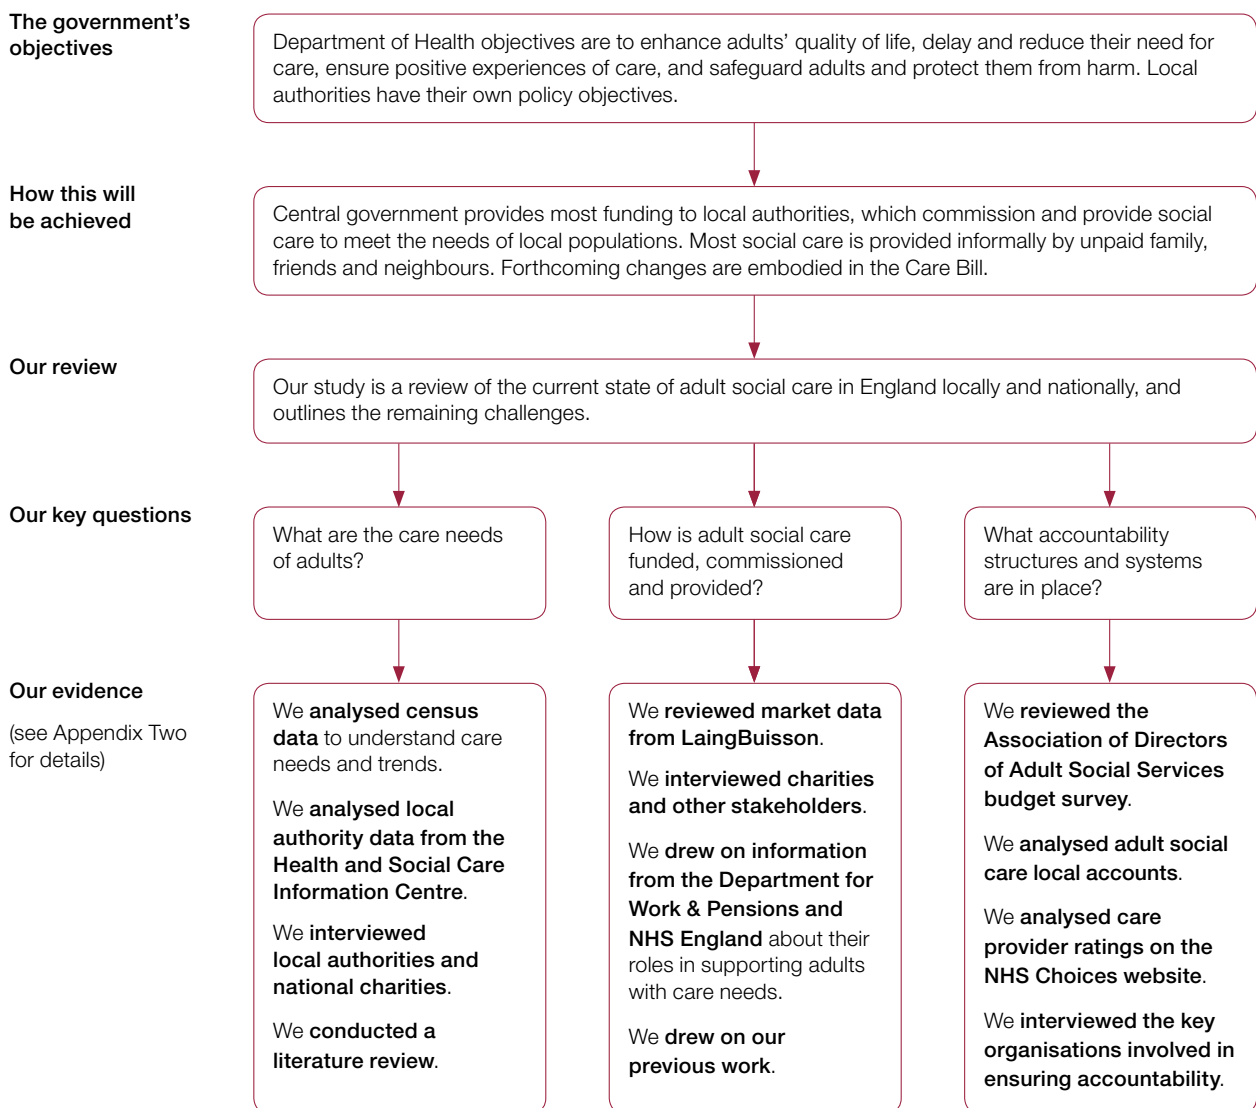 The government's
objectives
Department of Health objectives are to enhance adults' quality of life, delay and reduce their need for
care, ensure positive experiences of care, and safeguard adults and protect them from harm. Local
authorities have their own policy objectives.
How this will
be achieved
Central government provides most funding to local authorities, which commission and provide social
care to meet the needs of local populations. Most social care is provided informally by unpaid family,
friends and neighbours. Forthcoming changes are embodied in the Care Bill.
Our review
Our study is a review of the current state of adult social care in England locally and nationally, and
outlines the remaining challenges.
Our key questions
What are the care needs
of adults?
How is adult social care
funded, commissioned
and provided?
What accountability
structures and systems
are in place?
Our evidence
(see Appendix Two
for details)
We analysed census
data to understand care
needs and trends.
We analysed local
authority data from the
Health and Social Care
Information Centre.
We interviewed
local authorities and
national charities.
We conducted a
literature review.
We reviewed market data
from LaingBuisson.
We interviewed charities
and other stakeholders.
We drew on information
from the Department for
Work & Pensions and
NHS England about their
roles in supporting adults
with care needs.
We drew on our
previous work.
We reviewed the
Association of Directors
of Adult Social Services
budget survey.
We analysed adult social
care local accounts.
We analysed care
provider ratings on the
NHS Choices website.
We interviewed the key
organisations involved in
ensuring accountability.